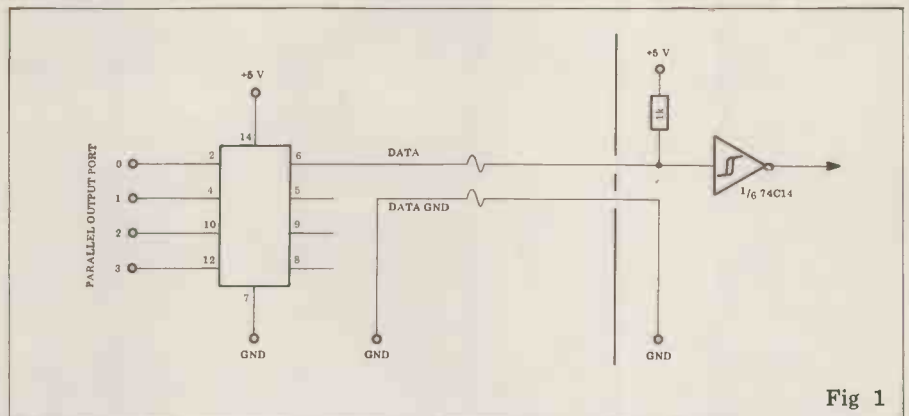 +5 V
+5 V
14
1k
PARALLEL OUTPUT PORT
0
2
6
DATA
1/6 74C14
1
4
5
DATA GND
2
10
9
3
12
8
7
GND
GND
GND
Fig 1